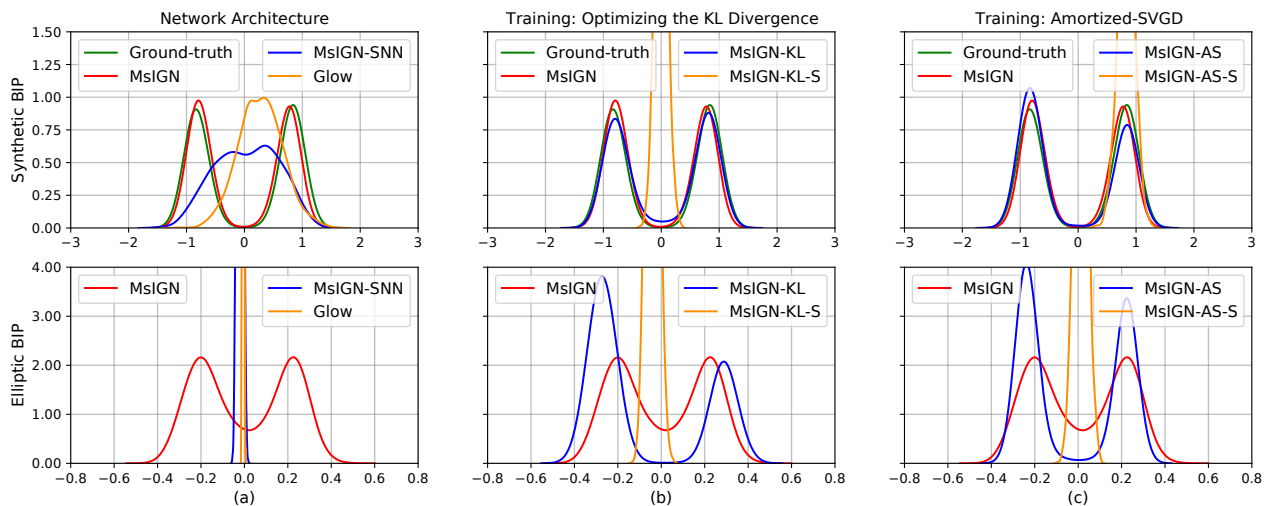 Network Architecture
Training: Optimizing the KL Divergence
Training: Amortized-SVGD
Synthetic BIP
1.50
1.25
1.00
0.75
0.50
0.25
0.00
Ground-truth
MsIGN
MsIGN-SNN
Glow
−3 −2 −1 0 1 2 3
Ground-truth
MsIGN
MsIGN-KL
MsIGN-KL-S
−3 −2 −1 0 1 2 3
Ground-truth
MsIGN
MsIGN-AS
MsIGN-AS-S
−3 −2 −1 0 1 2 3
Elliptic BIP
4.00
3.00
2.00
1.00
0.00
MsIGN
MsIGN-SNN
Glow
−0.8 −0.6 −0.4 −0.2 0.0 0.2 0.4 0.6 0.8
(a)
MsIGN
MsIGN-KL
MsIGN-KL-S
−0.8 −0.6 −0.4 −0.2 0.0 0.2 0.4 0.6 0.8
(b)
MsIGN
MsIGN-AS
MsIGN-AS-S
−0.8 −0.6 −0.4 −0.2 0.0 0.2 0.4 0.6 0.8
(c)